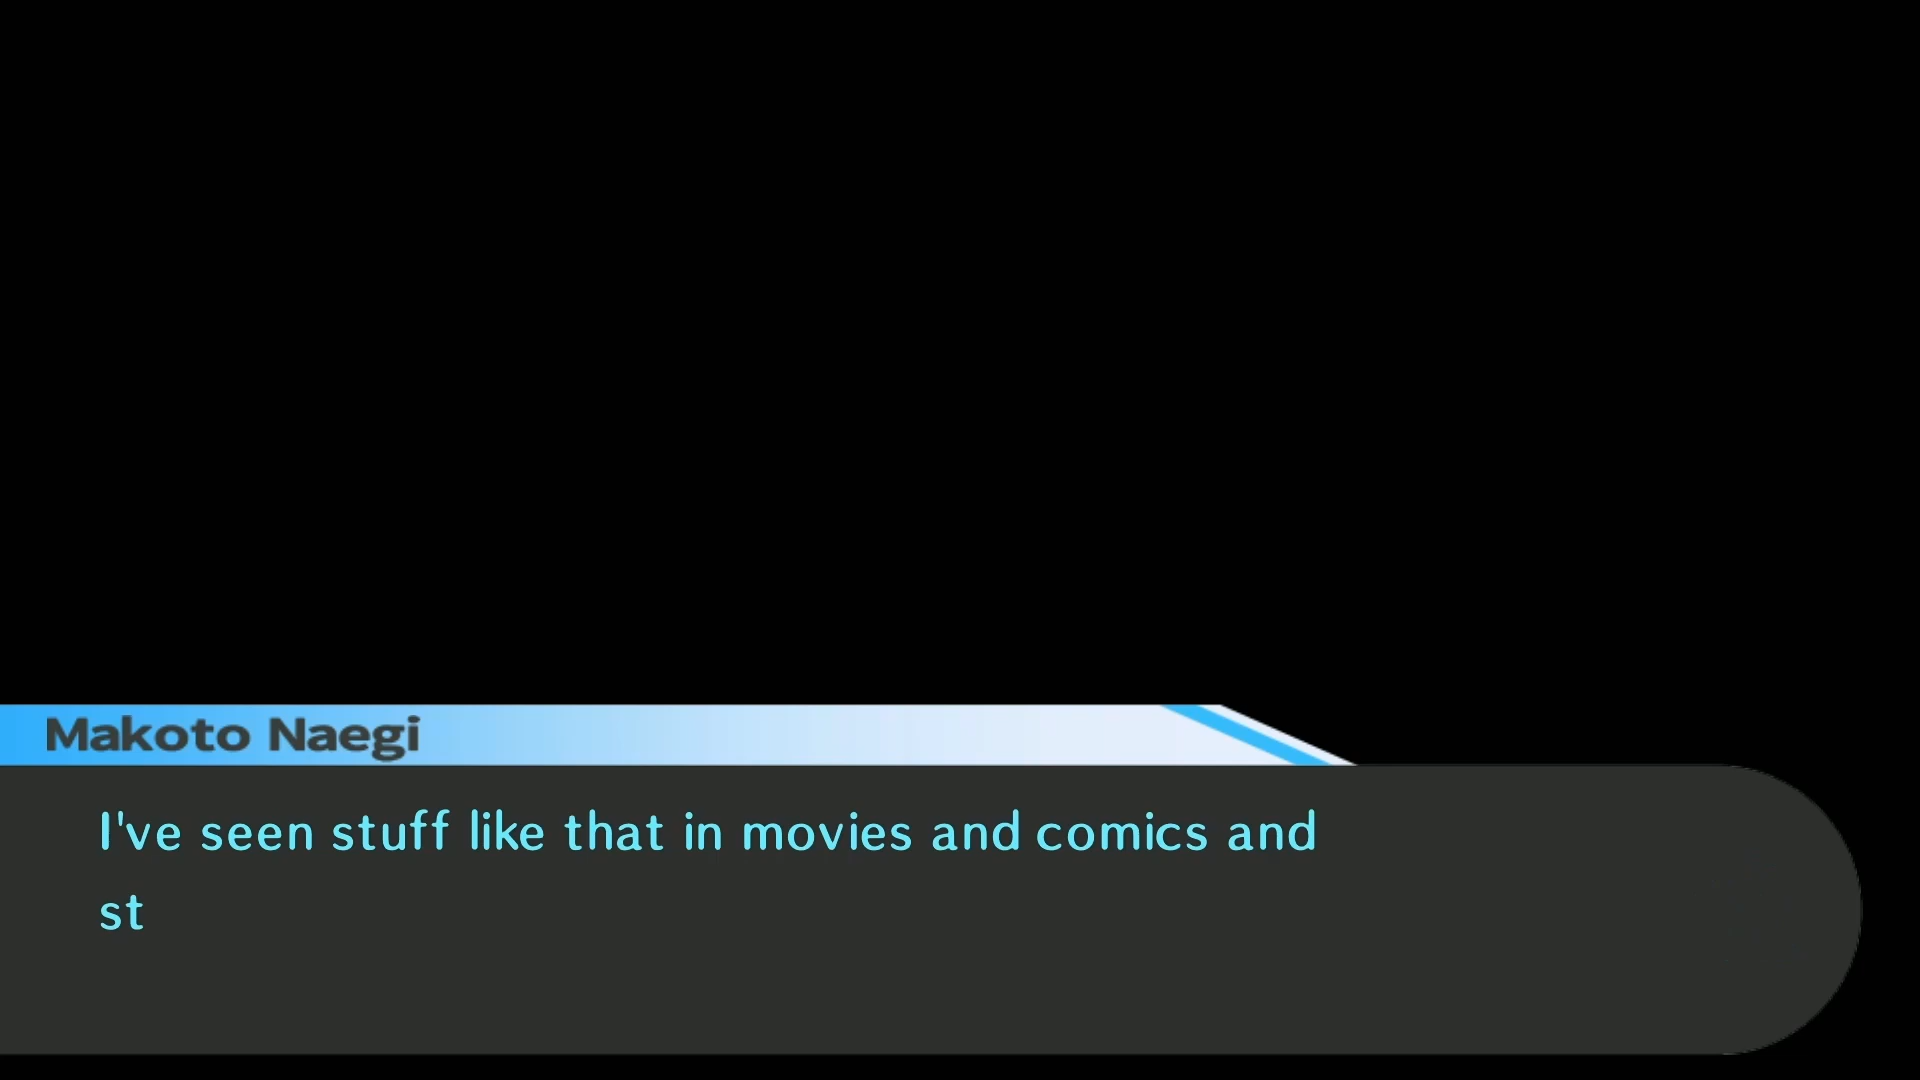 Makoto Naegi
I've seen stuff like that in movies and comics and
st